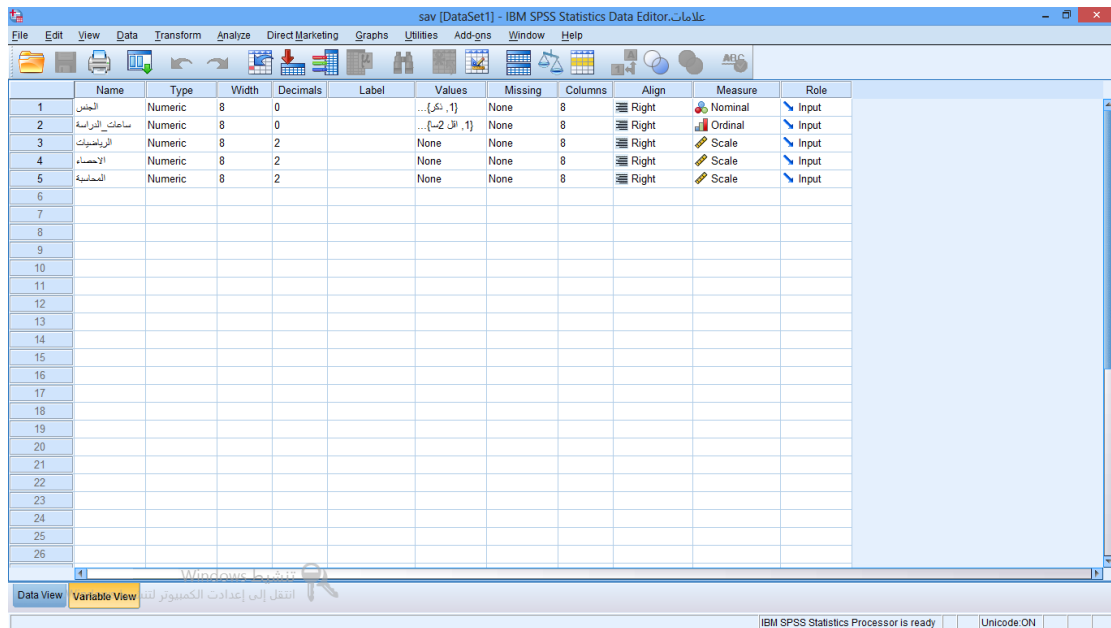 علامات.sav [DataSet1] - IBM SPSS Statistics Data Editor
File Edit View Data Transform Analyze Direct Marketing Graphs Utilities Add-ons Window Help
Name Type Width Decimals Label Values Missing Columns Align Measure Role
1 الجنس Numeric 8 0 {1, ذكر}... None 8 Right Nominal Input
2 ساعات_الدراسة Numeric 8 0 {1, اقل 2سا}... None 8 Right Ordinal Input
3 الرياضيات Numeric 8 2 None None 8 Right Scale Input
4 الاحصاء Numeric 8 2 None None 8 Right Scale Input
5 المحاسبة Numeric 8 2 None None 8 Right Scale Input
6
7
8
9
10
11
12
13
14
15
16
17
18
19
20
21
22
23
24
25
26
تنشيط Windows
Data View Variable View انتقل إلى إعدادت الكمبيوتر
IBM SPSS Statistics Processor is ready Unicode:ON